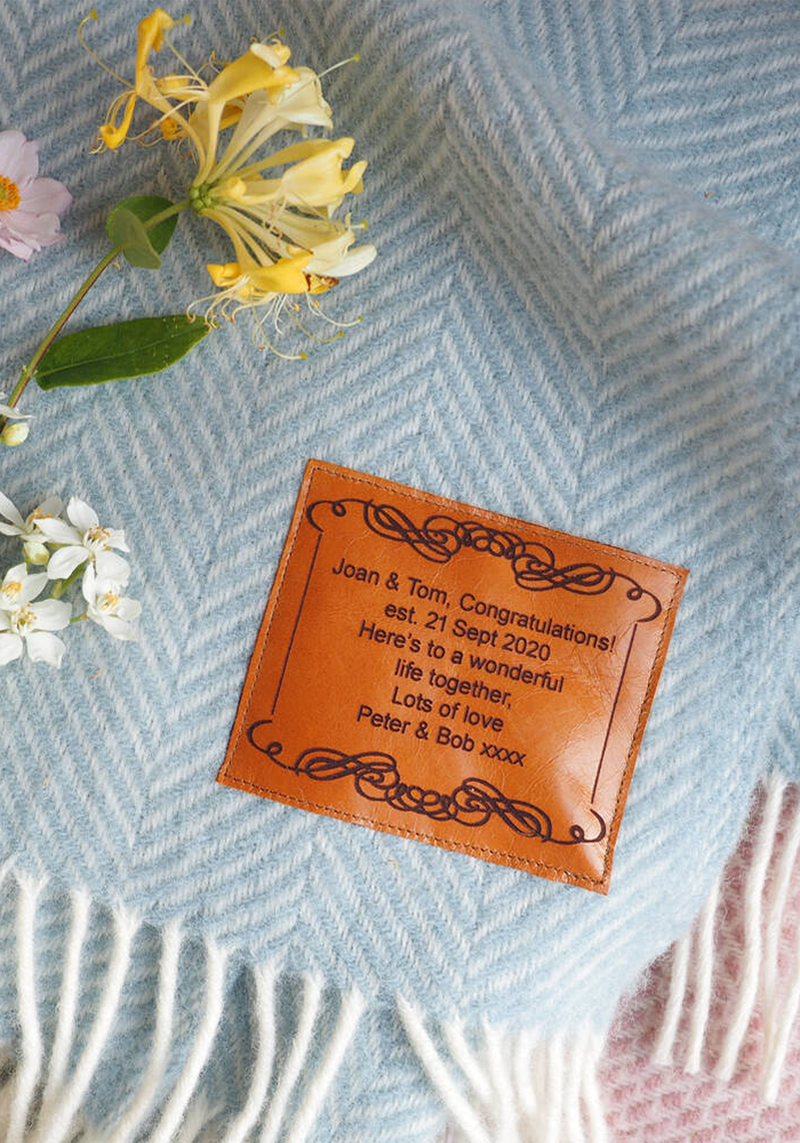 Joan & Tom, Congratulations!
est. 21 Sept 2020
Here's to a wonderful
life together,
Lots of love
Peter & Bob xxxx